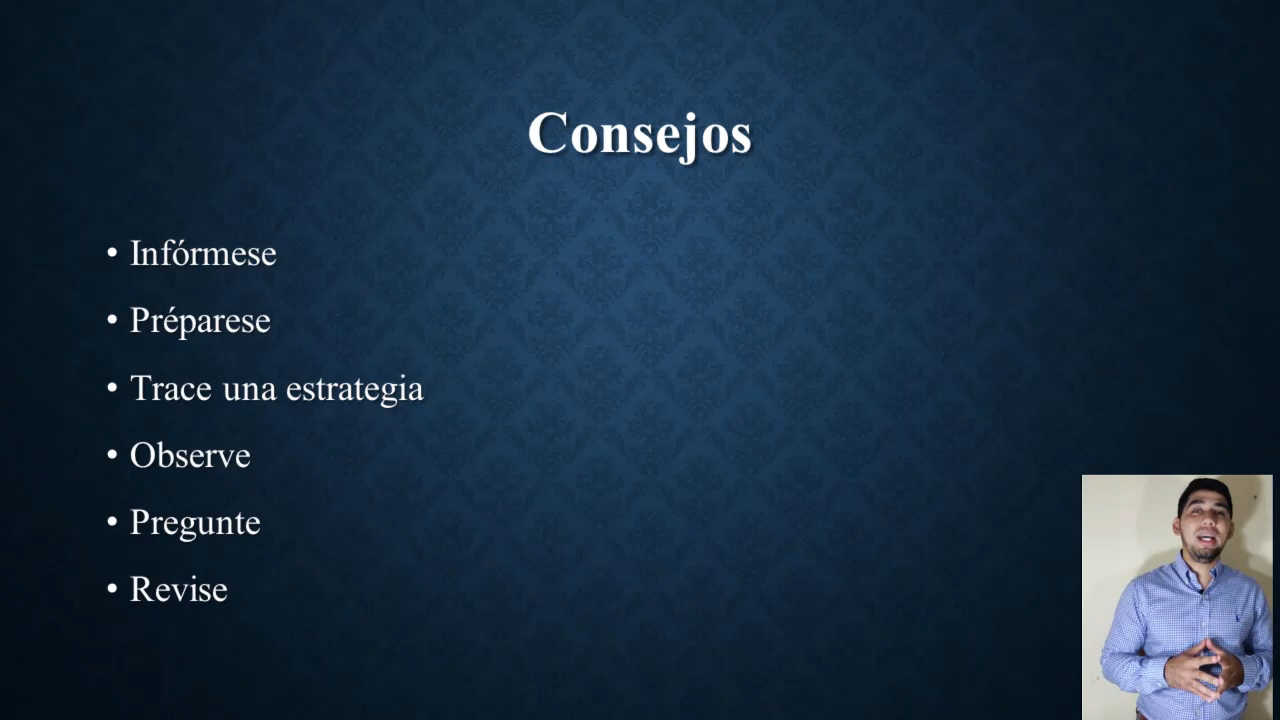 Consejos
• Infórmese
• Préparese
• Trace una estrategia
• Observe
• Pregunte
• Revise